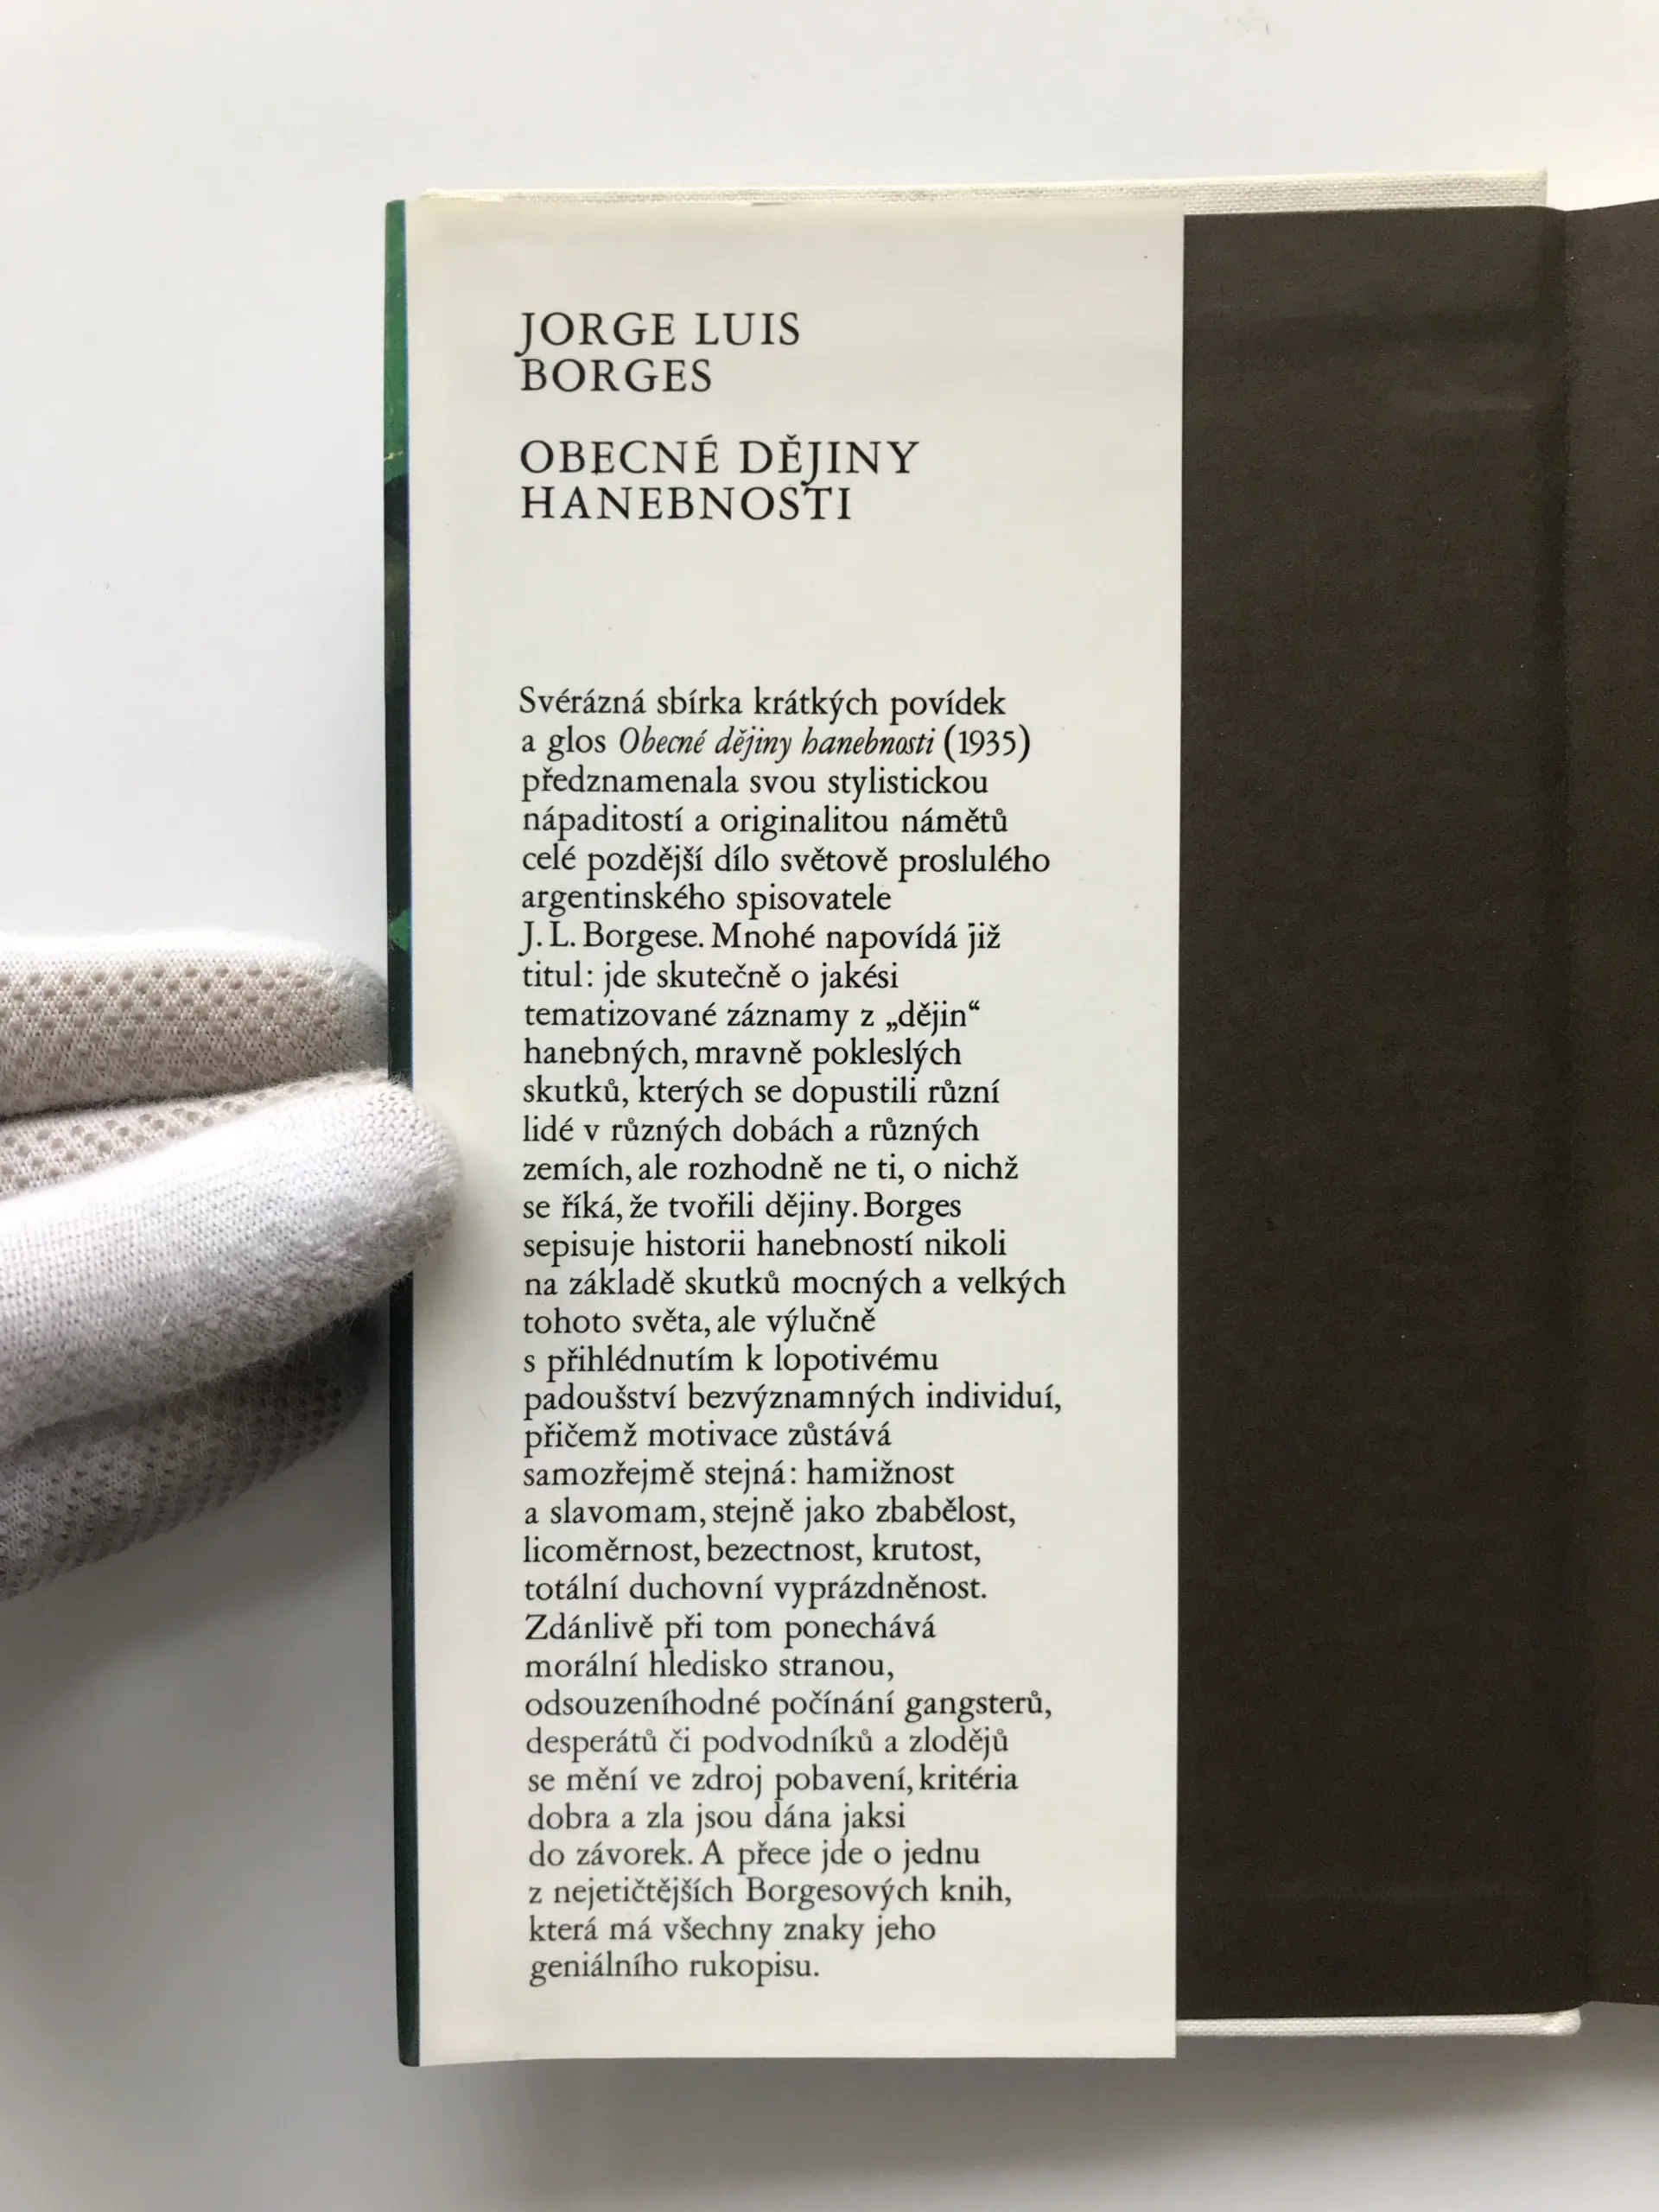 JORGE LUIS
BORGES
OBECNÉ DĚJINY
HANEBNOSTI
Svérázná sbírka krátkých povídek
a glos Obecné dějiny hanebnosti (1935)
předznamenala svou stylistickou
nápaditostí a originalitou námětů
celé pozdější dílo světově proslulého
argentinského spisovatele
J. L. Borgese. Mnohé napovídá již
titul: jde skutečně o jakési
tematizované záznamy z „dějin“
hanebných, mravně pokleslých
skutků, kterých se dopustili různí
lidé v různých dobách a různých
zemích, ale rozhodně ne ti, o nichž
se říká, že tvořili dějiny. Borges
sepisuje historii hanebností nikoli
na základě skutků mocných a velkých
tohoto světa, ale výlučně
s přihlédnutím k lopotivému
padoušství bezvýznamných individuí,
přičemž motivace zůstává
samozřejmě stejná: hamižnost
a slavomam, stejně jako zbabělost,
licoměrnost, bezectnost, krutost,
totální duchovní vyprázdněnost.
Zdánlivě při tom ponechává
morální hledisko stranou,
odsouzeníhodné počínání gangsterů,
desperátů či podvodníků a zlodějů
se mění ve zdroj pobavení, kritéria
dobra a zla jsou dána jaksi
do závorek. A přece jde o jednu
z nejetičtějších Borgesových knih,
která má všechny znaky jeho
geniálního rukopisu.